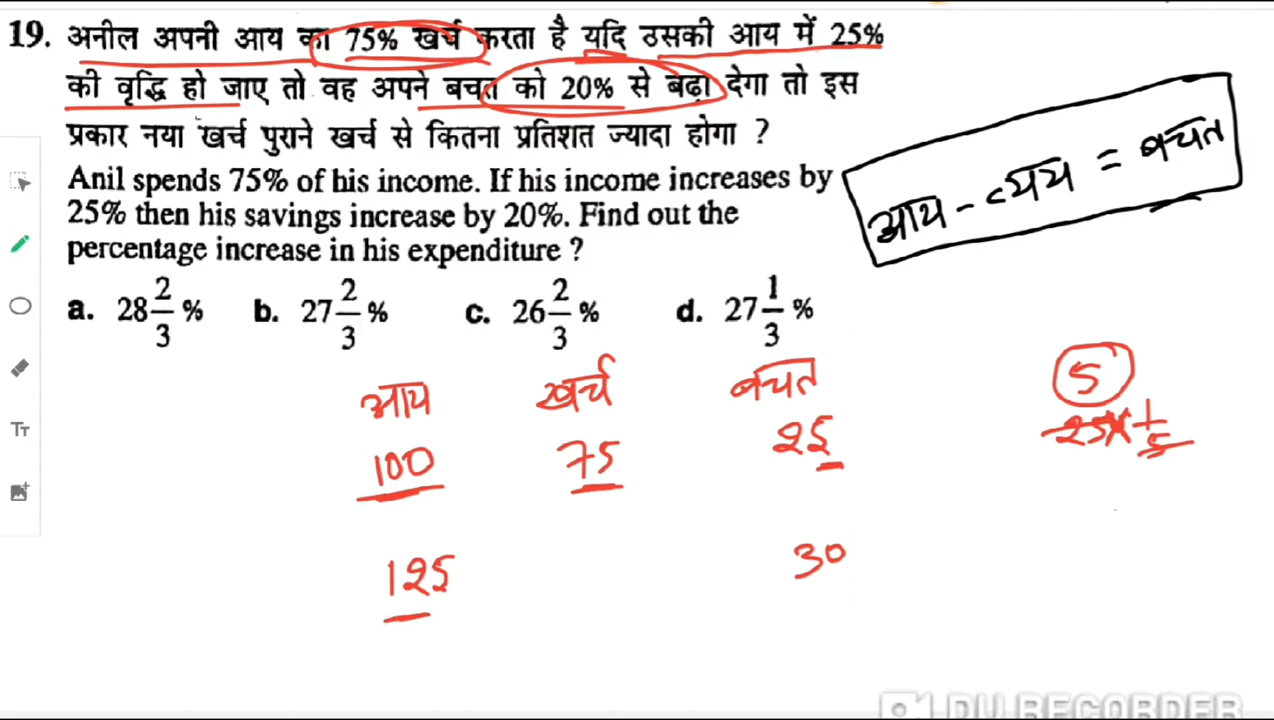 19. अनील अपनी आय का 75% खर्च करता है यदि उसकी आय में 25%
की वृद्धि हो जाए तो वह अपने बचत को 20% से बढ़ा देगा तो इस
प्रकार नया खर्च पुराने खर्च से कितना प्रतिशत ज्यादा होगा ?
Anil spends 75% of his income. If his income increases by
25% then his savings increase by 20%. Find out the
percentage increase in his expenditure ?
आय - व्यय = बचत
a. 28 2/3 % b. 27 2/3 % c. 26 2/3 % d. 27 1/3 %
आय खर्च बचत
5
100 75 25
25 × 1/5
125 30
Tт
DU RECORDER